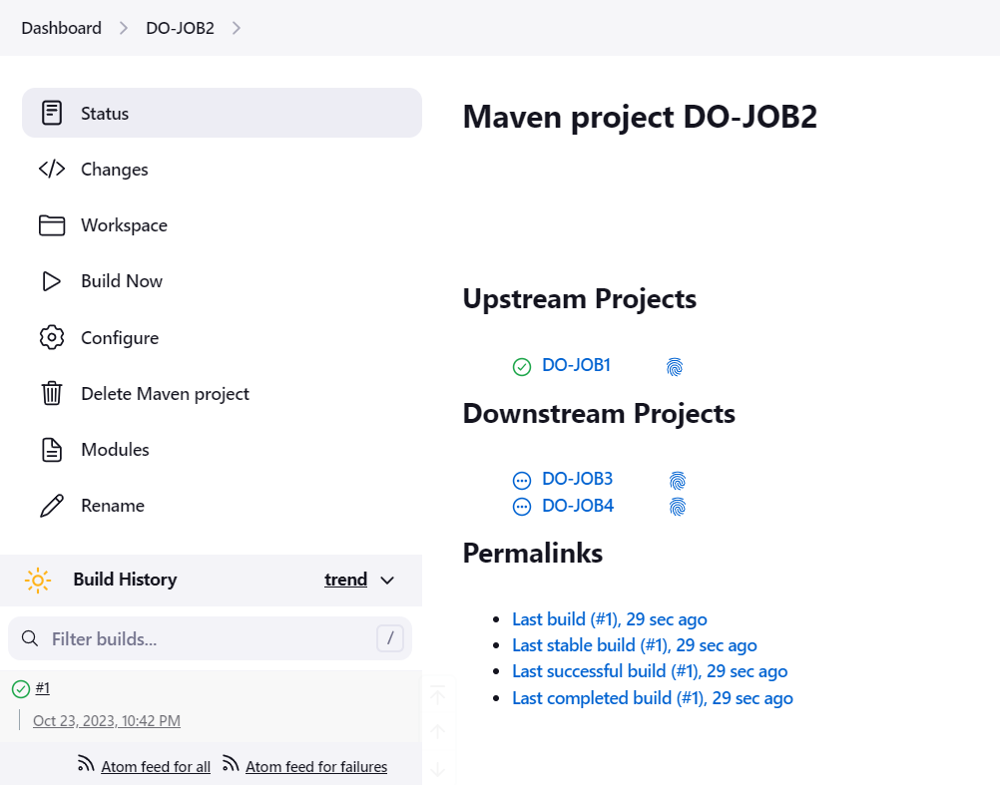 Dashboard
DO-JOB2
Status
Changes
Workspace
Build Now
Configure
Delete Maven project
Modules
Rename
Build History
trend
Filter builds...
/
#1
Oct 23, 2023, 10:42 PM
Atom feed for all
Atom feed for failures
Maven project DO-JOB2
Upstream Projects
DO-JOB1
Downstream Projects
DO-JOB3
DO-JOB4
Permalinks
Last build (#1), 29 sec ago
Last stable build (#1), 29 sec ago
Last successful build (#1), 29 sec ago
Last completed build (#1), 29 sec ago